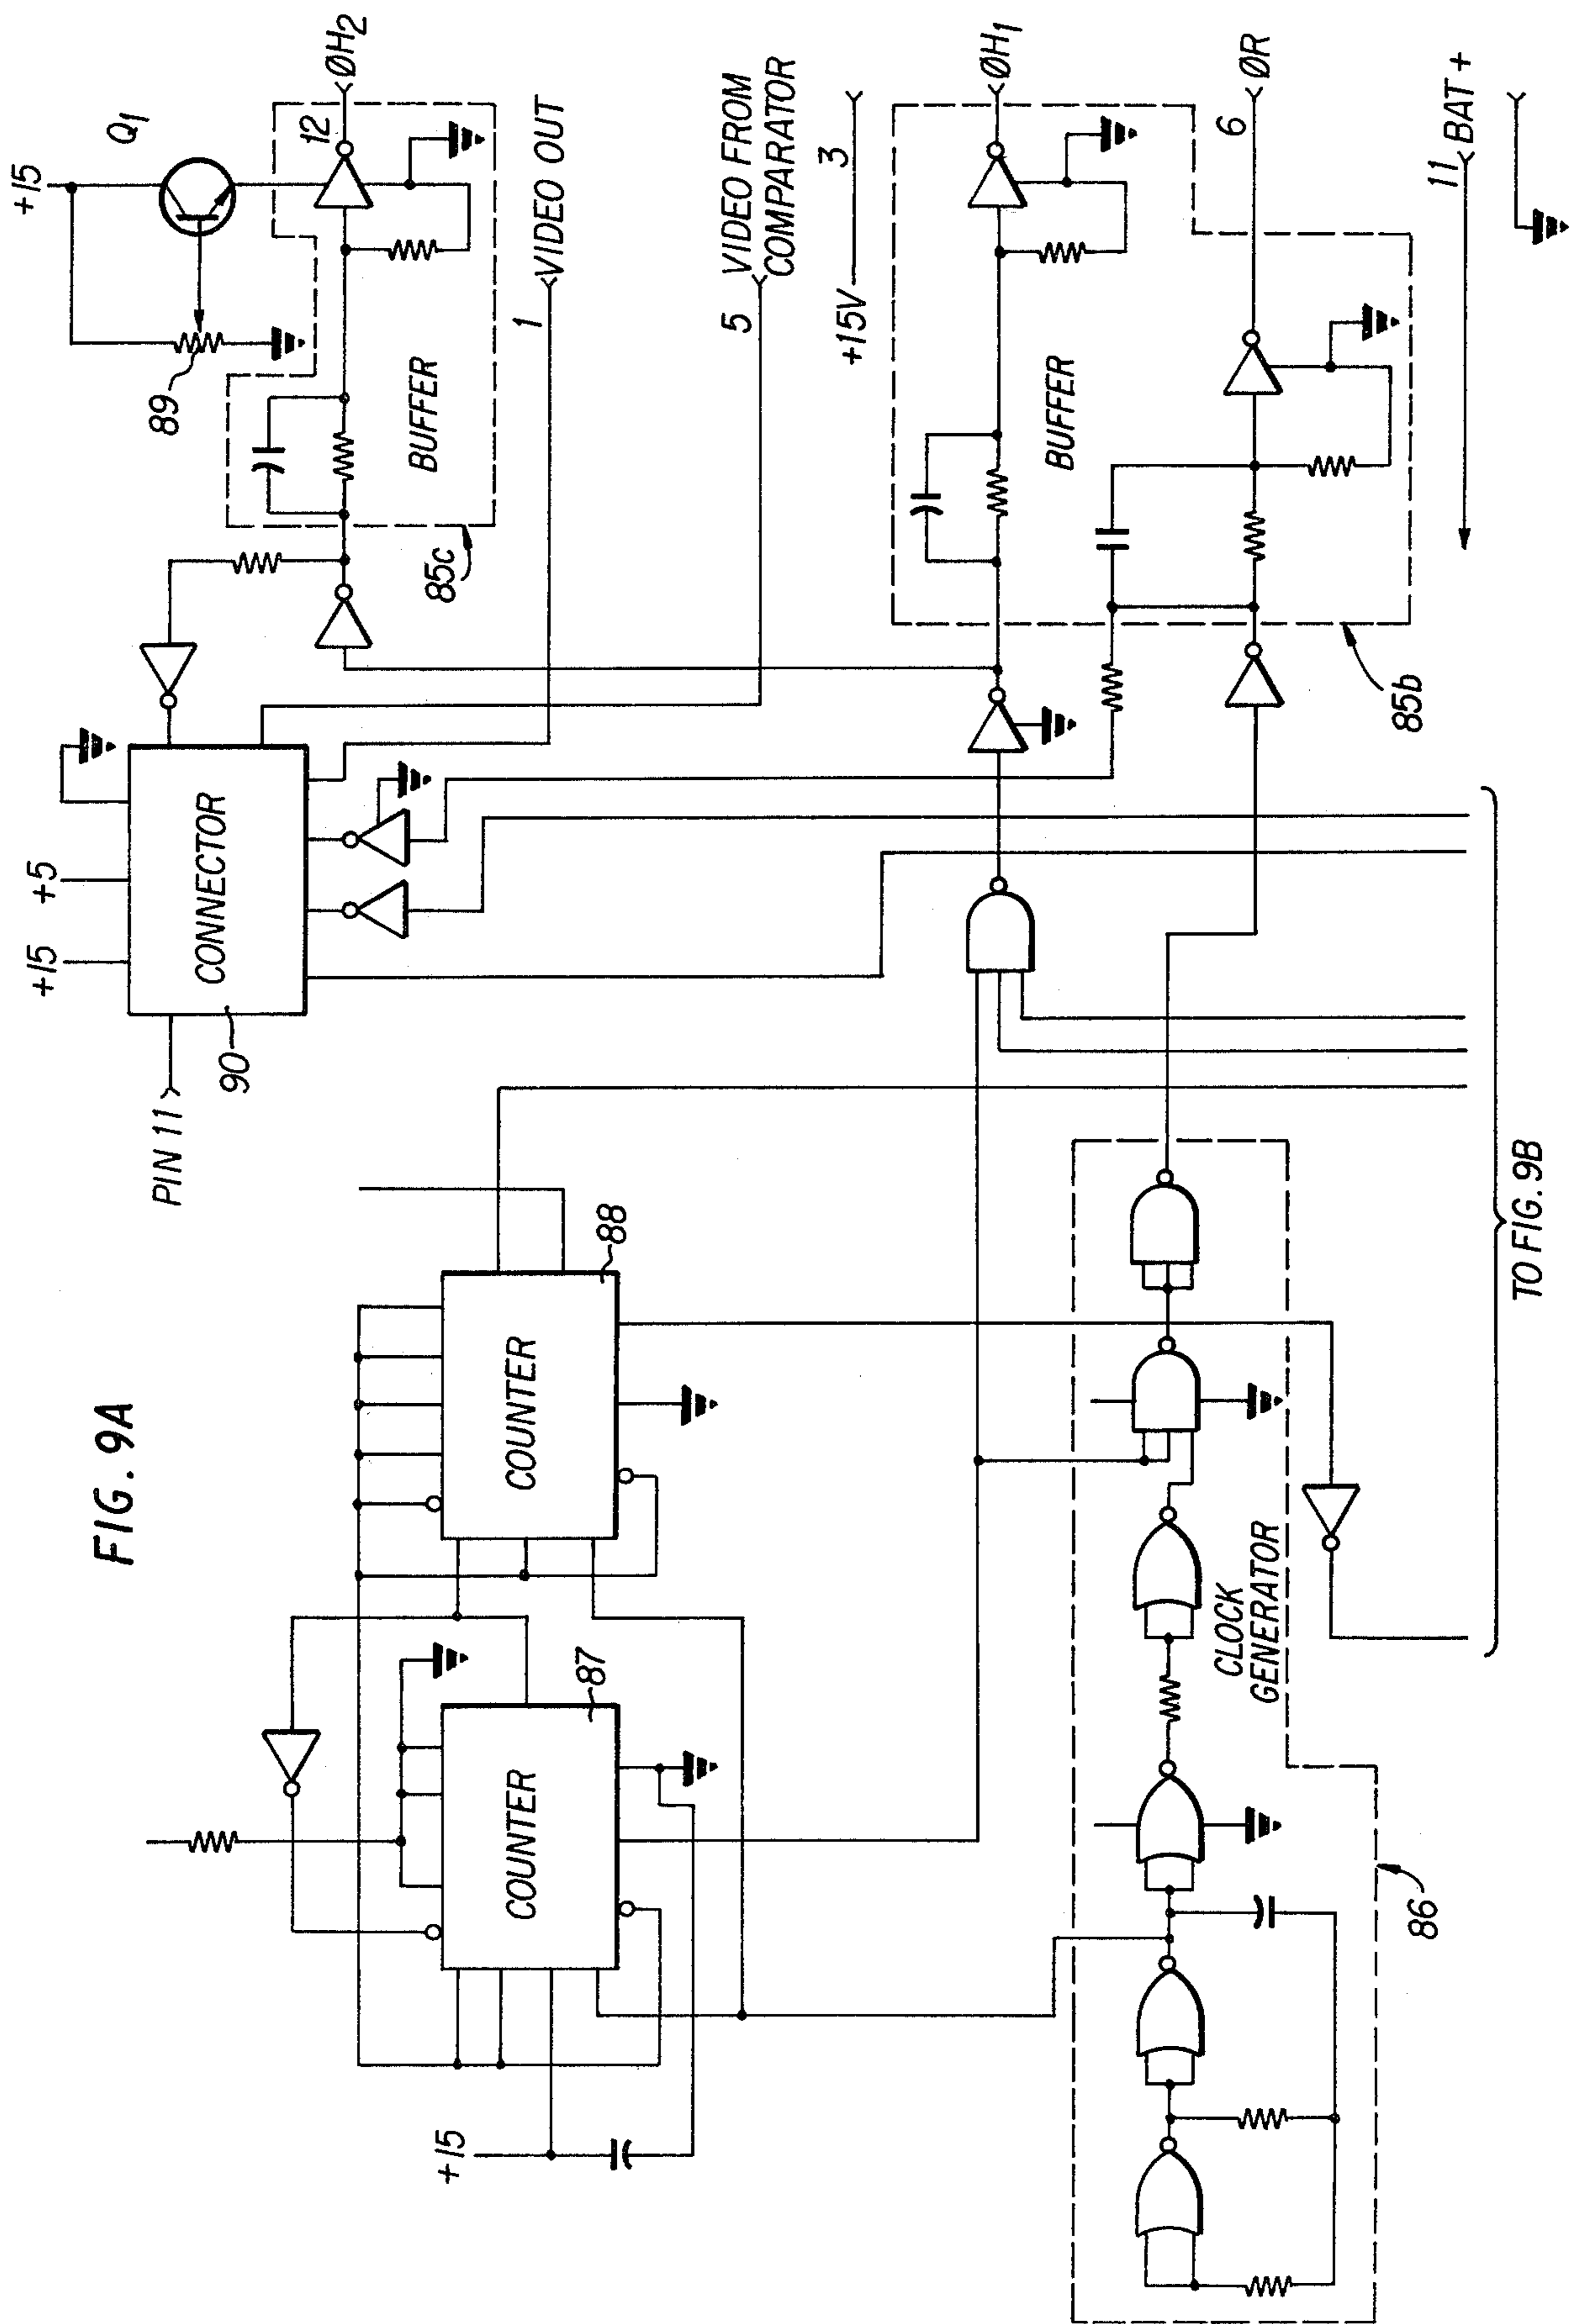 FIG. 9A
+15
Q1
89
12
ØH2
BUFFER
85c
1
VIDEO OUT
5
VIDEO FROM
COMPARATOR
+15V
3
BUFFER
ØH1
6
ØR
85b
11
BAT +
+15
+5
PIN 11
CONNECTOR
90
COUNTER
88
COUNTER
87
+15
CLOCK
GENERATOR
86
TO FIG. 9B